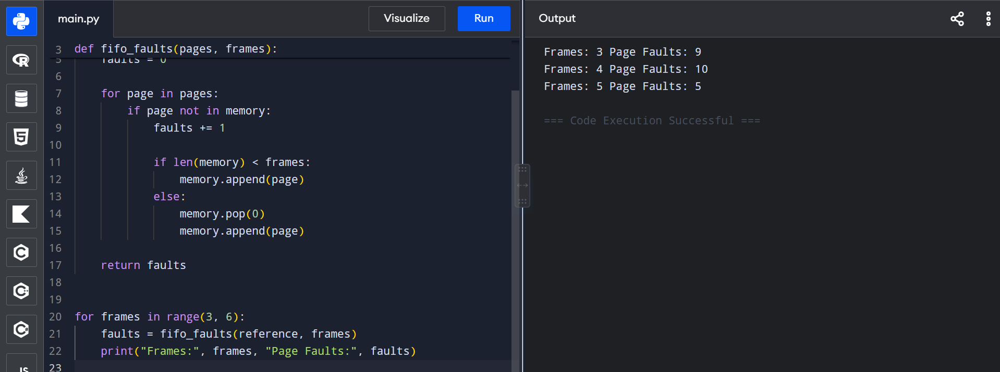 main.py
Visualize
Run
Output
3 def fifo_faults(pages, frames):
5     faults = 0
6
7     for page in pages:
8         if page not in memory:
9             faults += 1
10
11             if len(memory) < frames:
12                 memory.append(page)
13             else:
14                 memory.pop(0)
15                 memory.append(page)
16
17     return faults
18
19
20 for frames in range(3, 6):
21     faults = fifo_faults(reference, frames)
22     print("Frames:", frames, "Page Faults:", faults)
23
Frames: 3 Page Faults: 9
Frames: 4 Page Faults: 10
Frames: 5 Page Faults: 5
=== Code Execution Successful ===
R
5
C
C++
C#
JS